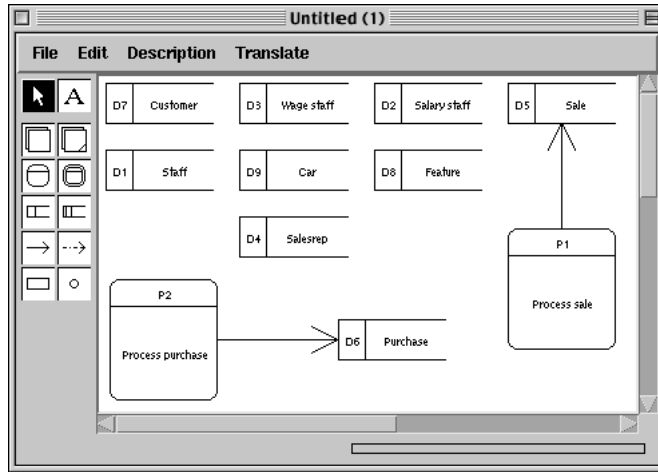 Untitled (1)
File Edit Description Translate
A
D7 Customer D3 Wage staff D2 Salary staff D5 Sale
D1 Staff D9 Car D8 Feature
D4 Salesrep
P1
Process sale
P2
Process purchase
D6 Purchase